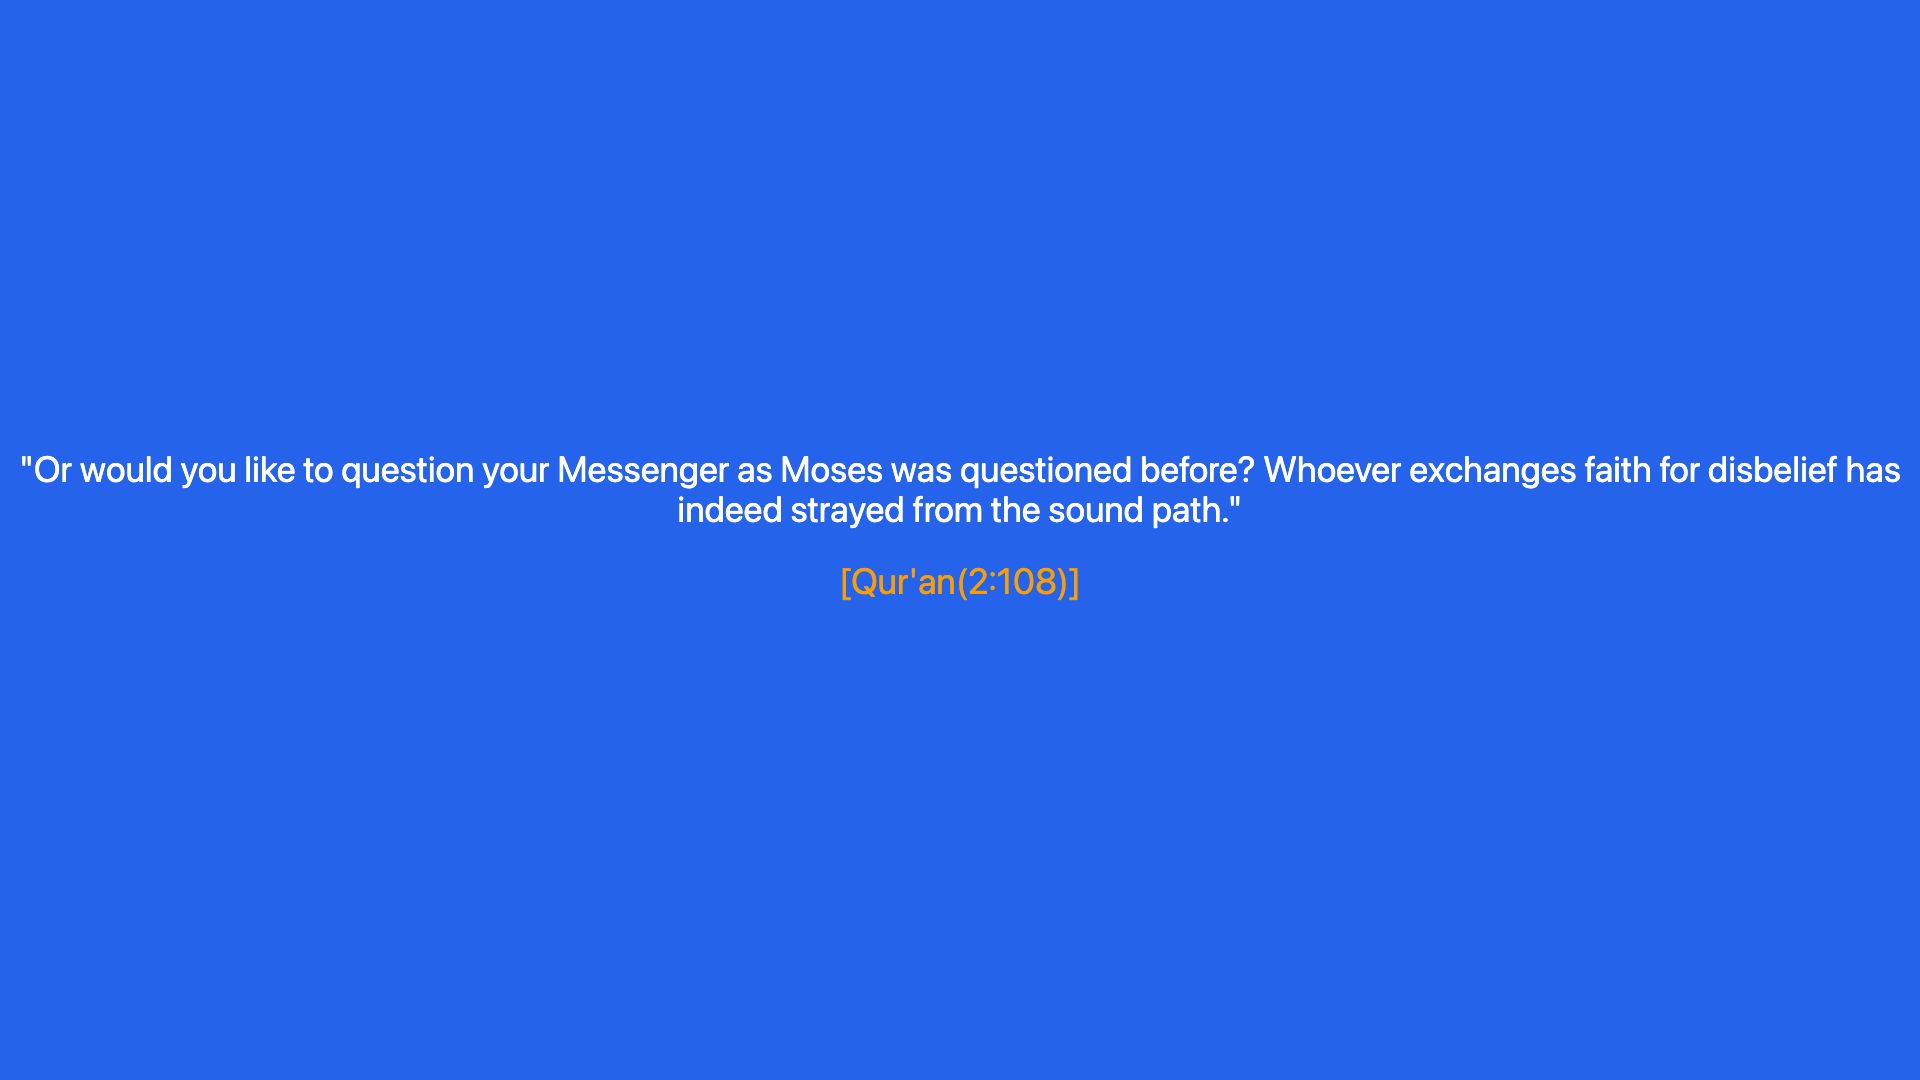 "Or would you like to question your Messenger as Moses was questioned before? Whoever exchanges faith for disbelief has
indeed strayed from the sound path."
[Qur'an(2:108)]